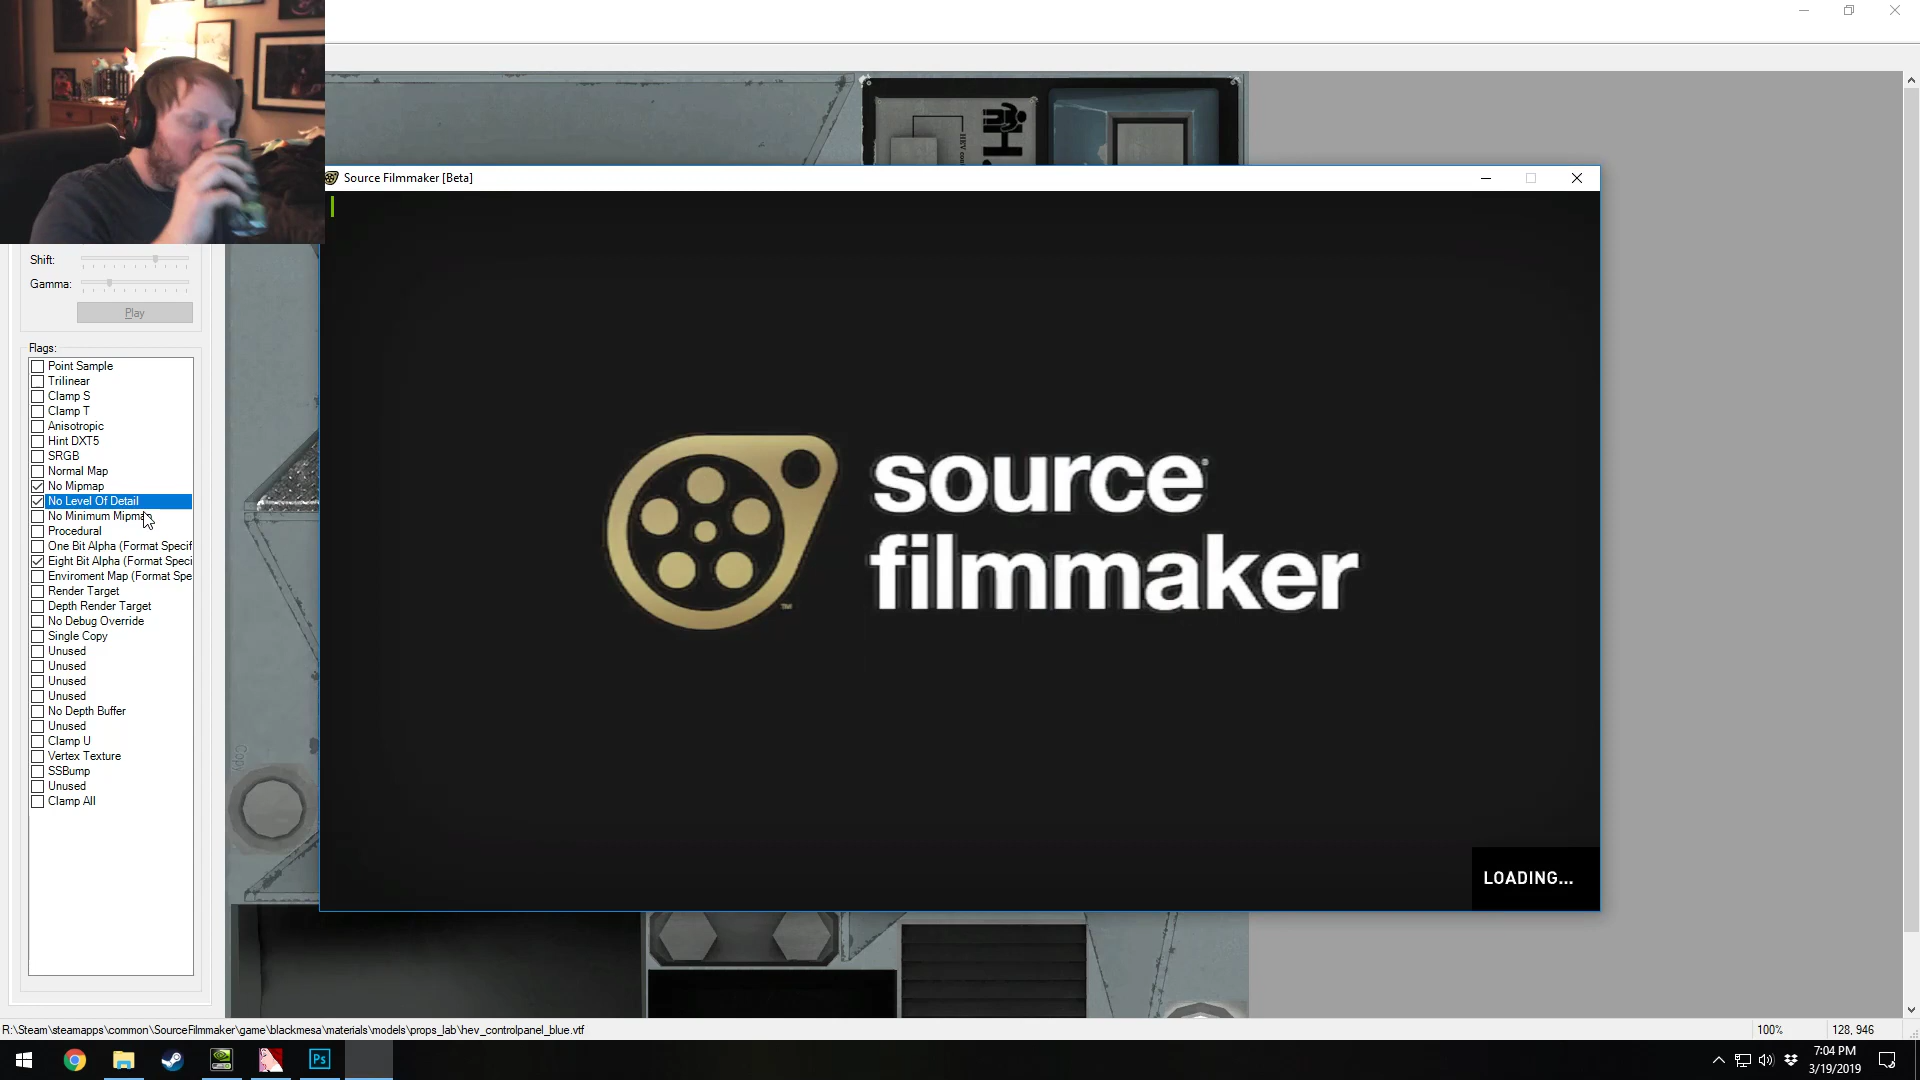 Source Filmmaker [Beta]
Shift:
Gamma:
Play
Flags:
Point Sample
Trilinear
Clamp S
Clamp T
Anisotropic
Hint DXT5
SRGB
Normal Map
No Mipmap
No Level Of Detail
No Minimum Mipmap
Procedural
One Bit Alpha (Format Specif
Eight Bit Alpha (Format Speci
Enviroment Map (Format Spe
Render Target
Depth Render Target
No Debug Override
Single Copy
Unused
Unused
Unused
Unused
No Depth Buffer
Unused
Clamp U
Vertex Texture
SSBump
Unused
Clamp All
source
filmmaker
™
LOADING...
R:\Steam\steamapps\common\SourceFilmmaker\game\blackmesa\materials\models\props_lab\hev_controlpanel_blue.vtf
100%
128, 946
Ps
7:04 PM
3/19/2019